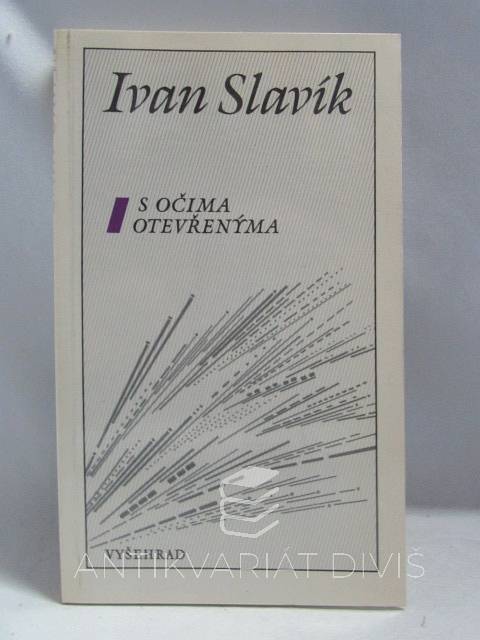 Ivan Slavík
S OČIMA
OTEVŘENÝMA
VYŠEHRAD
ANTIKVARIÁT DIVIŠ